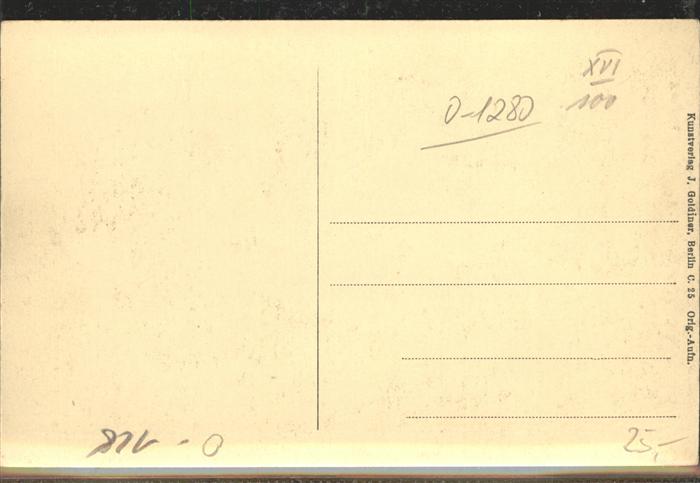 XVI
100
0-1280
Kunstverlag J. Goldiner, Berlin C. 25 Orig.-Aufn.
25,-